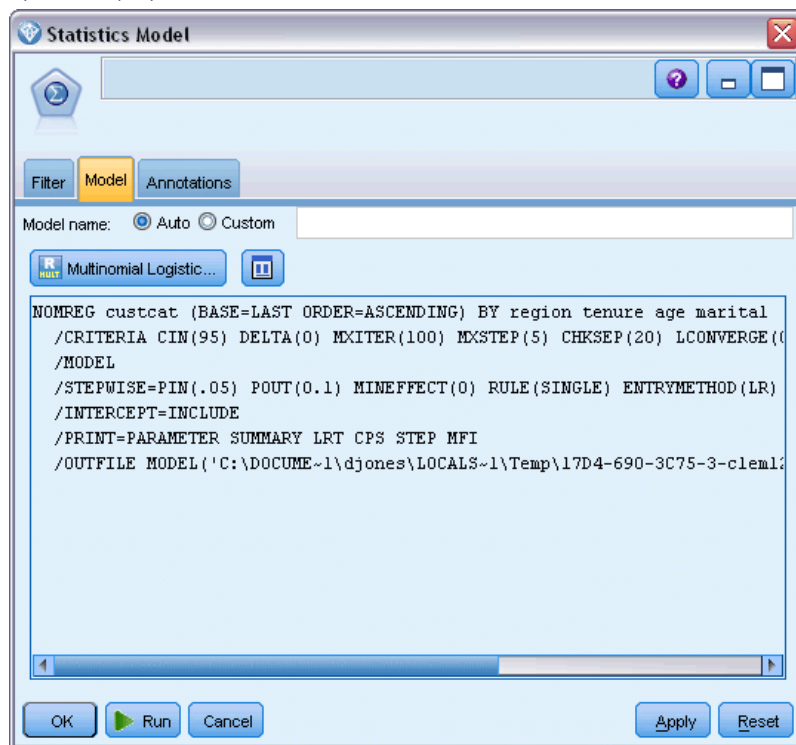 Statistics Model
Filter Model Annotations
Model name: Auto Custom
R MULT Multinomial Logistic...
NOMREG custcat (BASE=LAST ORDER=ASCENDING) BY region tenure age marital
/CRITERIA CIN(95) DELTA(0) MXITER(100) MXSTEP(5) CHKSEP(20) LCONVERGE(
/MODEL
/STEPWISE=PIN(.05) POUT(0.1) MINEFFECT(0) RULE(SINGLE) ENTRYMETHOD(LR)
/INTERCEPT=INCLUDE
/PRINT=PARAMETER SUMMARY LRT CPS STEP MFI
/OUTFILE MODEL('C:\DOCUME~1\djones\LOCALS~1\Temp\17D4-690-3C75-3-clem12
OK Run Cancel Apply Reset